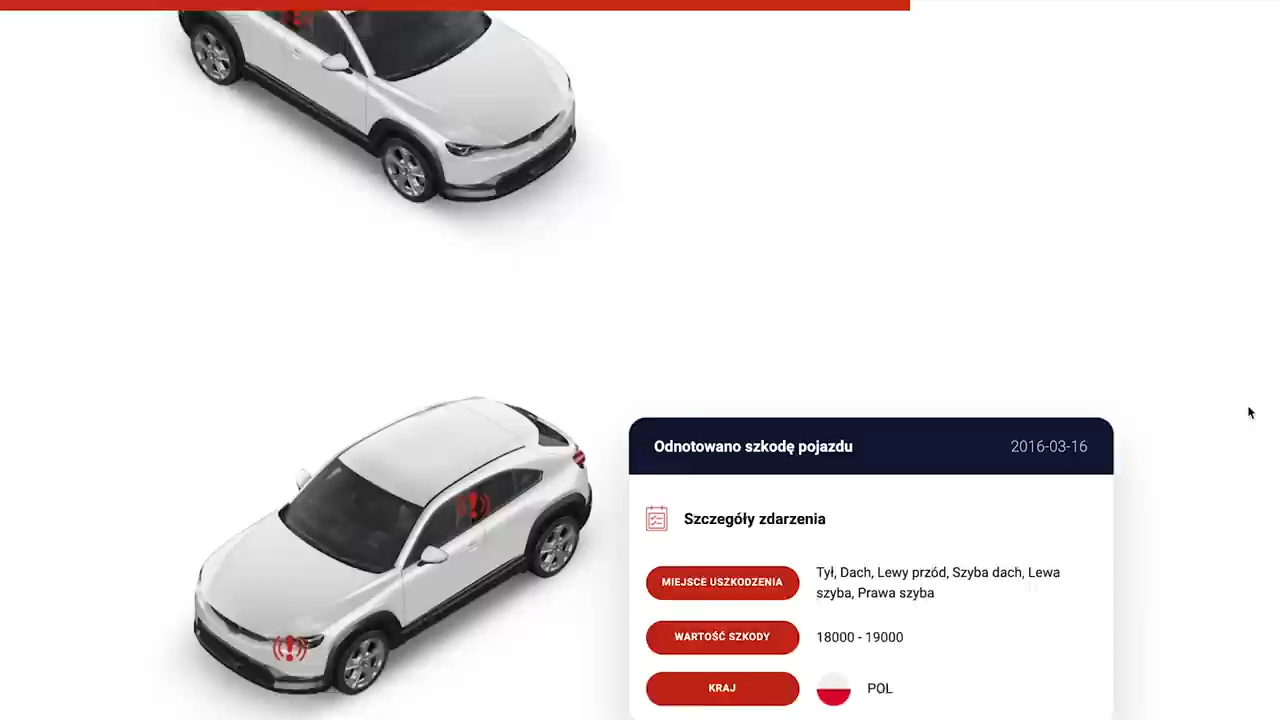 Odnotowano szkodę pojazdu
2016-03-16
Szczegóły zdarzenia
MIEJSCE USZKODZENIA
Tył, Dach, Lewy przód, Szyba dach, Lewa
szyba, Prawa szyba
WARTOŚĆ SZKODY
18000 - 19000
KRAJ
POL